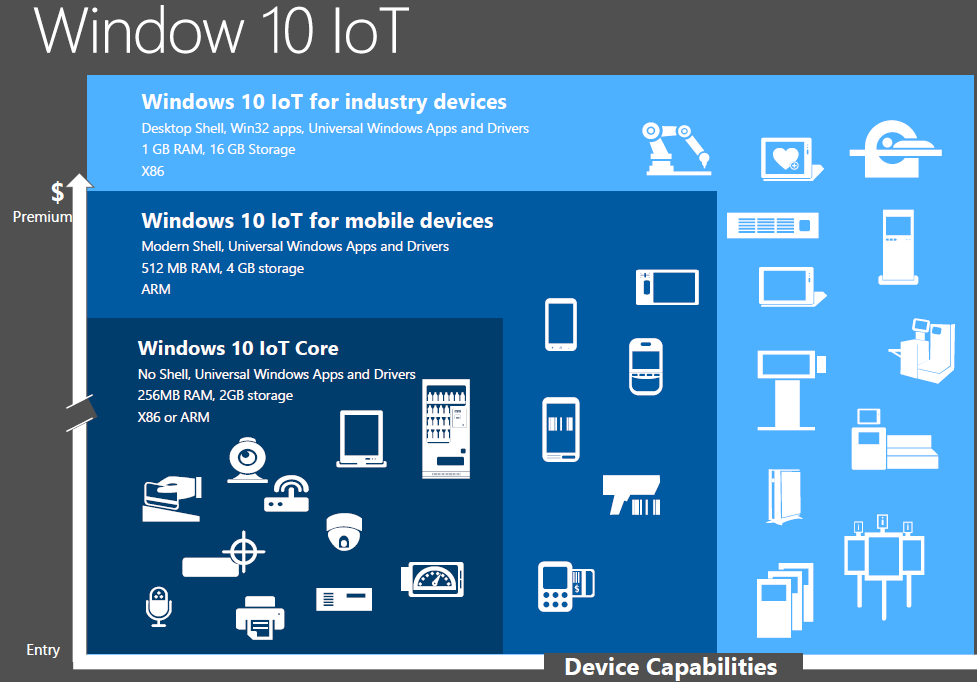 Window 10 IoT
Windows 10 IoT for industry devices
Desktop Shell, Win32 apps, Universal Windows Apps and Drivers
1 GB RAM, 16 GB Storage
X86
$
Premium
Windows 10 IoT for mobile devices
Modern Shell, Universal Windows Apps and Drivers
512 MB RAM, 4 GB storage
ARM
Windows 10 IoT Core
No Shell, Universal Windows Apps and Drivers
256MB RAM, 2GB storage
X86 or ARM
$
Entry
Device Capabilities